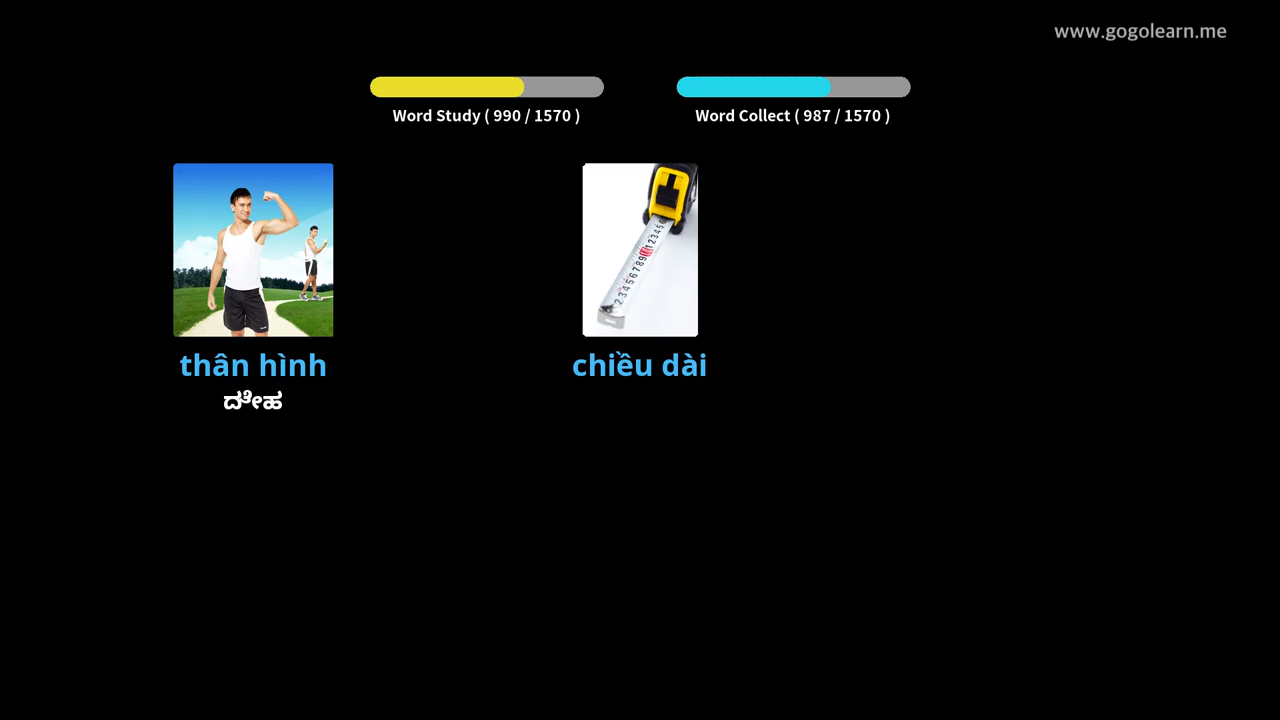 www.gogolearn.me
Word Study ( 990 / 1570 )
Word Collect ( 987 / 1570 )
thân hình
chiều dài
ದೇಹ